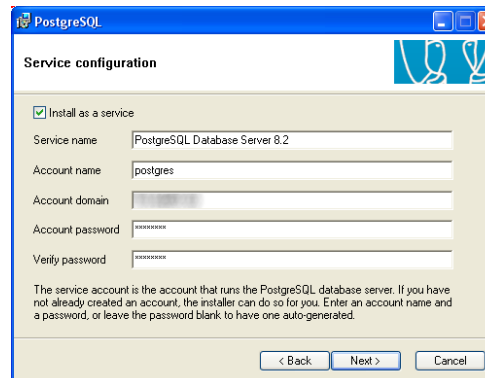 PostgreSQL
Service configuration
Install as a service
Service name PostgreSQL Database Server 8.2
Account name postgres
Account domain
Account password ********
Verify password ********
The service account is the account that runs the PostgreSQL database server. If you have
not already created an account, the installer can do so for you. Enter an account name and
a password, or leave the password blank to have one auto-generated.
< Back Next > Cancel